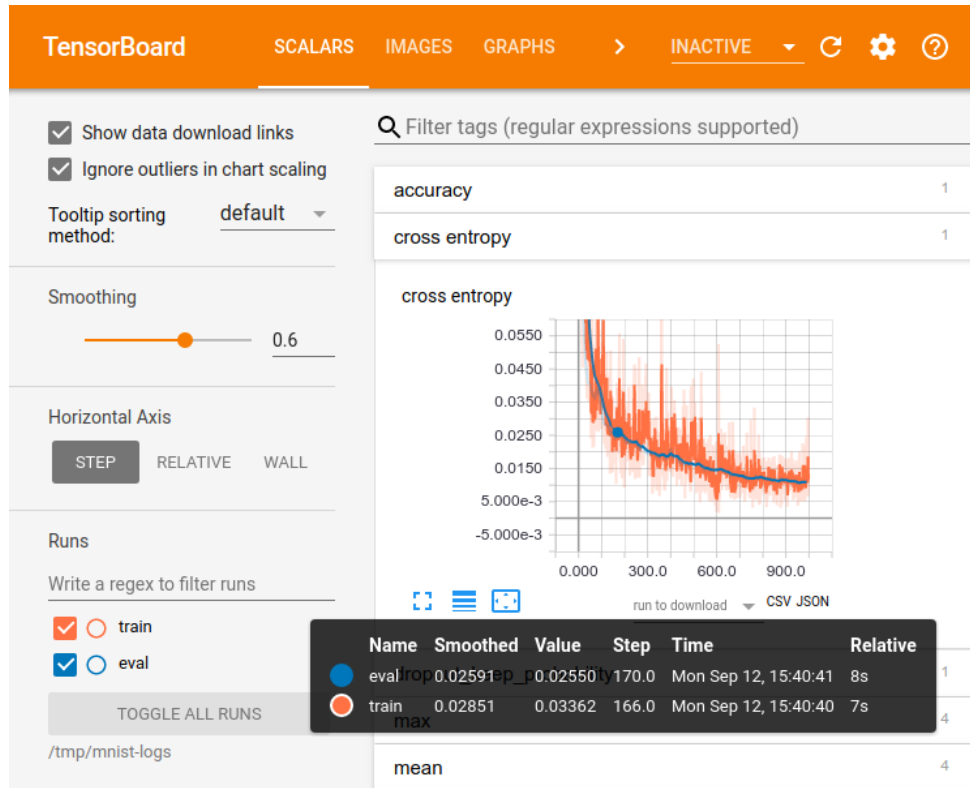 TensorBoard SCALARS IMAGES GRAPHS INACTIVE
Show data download links
Ignore outliers in chart scaling
Tooltip sorting
method:
default
Smoothing
0.6
Horizontal Axis
STEP RELATIVE WALL
Runs
Write a regex to filter runs
train
eval
TOGGLE ALL RUNS
/tmp/mnist-logs
Filter tags (regular expressions supported)
accuracy 1
cross entropy 1
cross entropy
0.0550
0.0450
0.0350
0.0250
0.0150
5.000e-3
-5.000e-3
0.000 300.0 600.0 900.0
run to download CSV JSON
Name Smoothed Value Step Time Relative
eval 0.02591 0.02550 170.0 Mon Sep 12, 15:40:41 8s
train 0.02851 0.03362 166.0 Mon Sep 12, 15:40:40 7s
1
max 4
mean 4